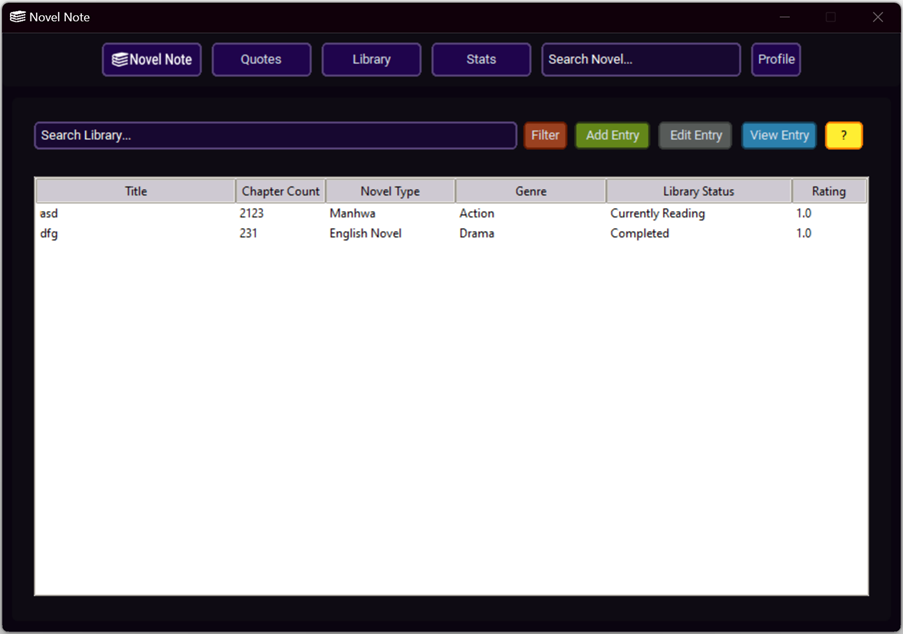 Novel Note
Novel Note Quotes Library Stats Search Novel... Profile
Search Library... Filter Add Entry Edit Entry View Entry ?
Title Chapter Count Novel Type Genre Library Status Rating
asd 2123 Manhwa Action Currently Reading 1.0
dfg 231 English Novel Drama Completed 1.0